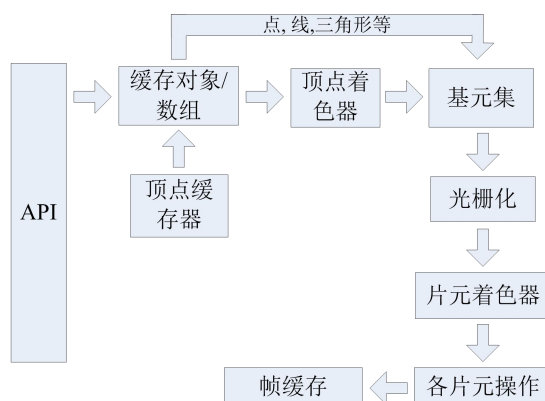 点, 线,三角形等
API
缓存对象/
数组
顶点着
色器
基元集
顶点缓
存器
光栅化
片元着色器
各片元操作
帧缓存